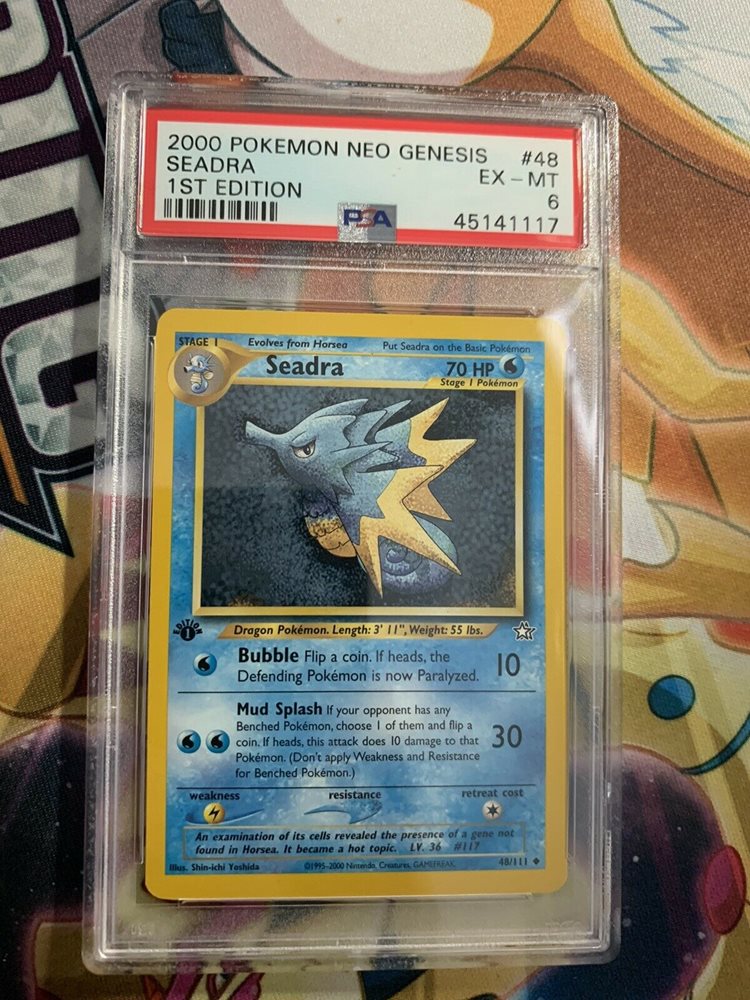 2000 POKEMON NEO GENESIS #48
SEADRA EX - MT
1ST EDITION 6
PSA 45141117
STAGE 1 Evolves from Horsea Put Seadra on the Basic Pokémon
Seadra 70 HP
Stage 1 Pokémon
EDITION
1
Dragon Pokémon. Length: 3' 11", Weight: 55 lbs.
Bubble Flip a coin. If heads, the
Defending Pokémon is now Paralyzed. 10
Mud Splash If your opponent has any
Benched Pokémon, choose 1 of them and flip a
coin. If heads, this attack does 10 damage to that 30
Pokémon. (Don't apply Weakness and Resistance
for Benched Pokémon.)
weakness resistance retreat cost
An examination of its cells revealed the presence of a gene not
found in Horsea. It became a hot topic. LV. 36 #117
Illus. Shin-ichi Yoshida ©1995-2000 Nintendo, Creatures, GAMEFREAK. 48/111